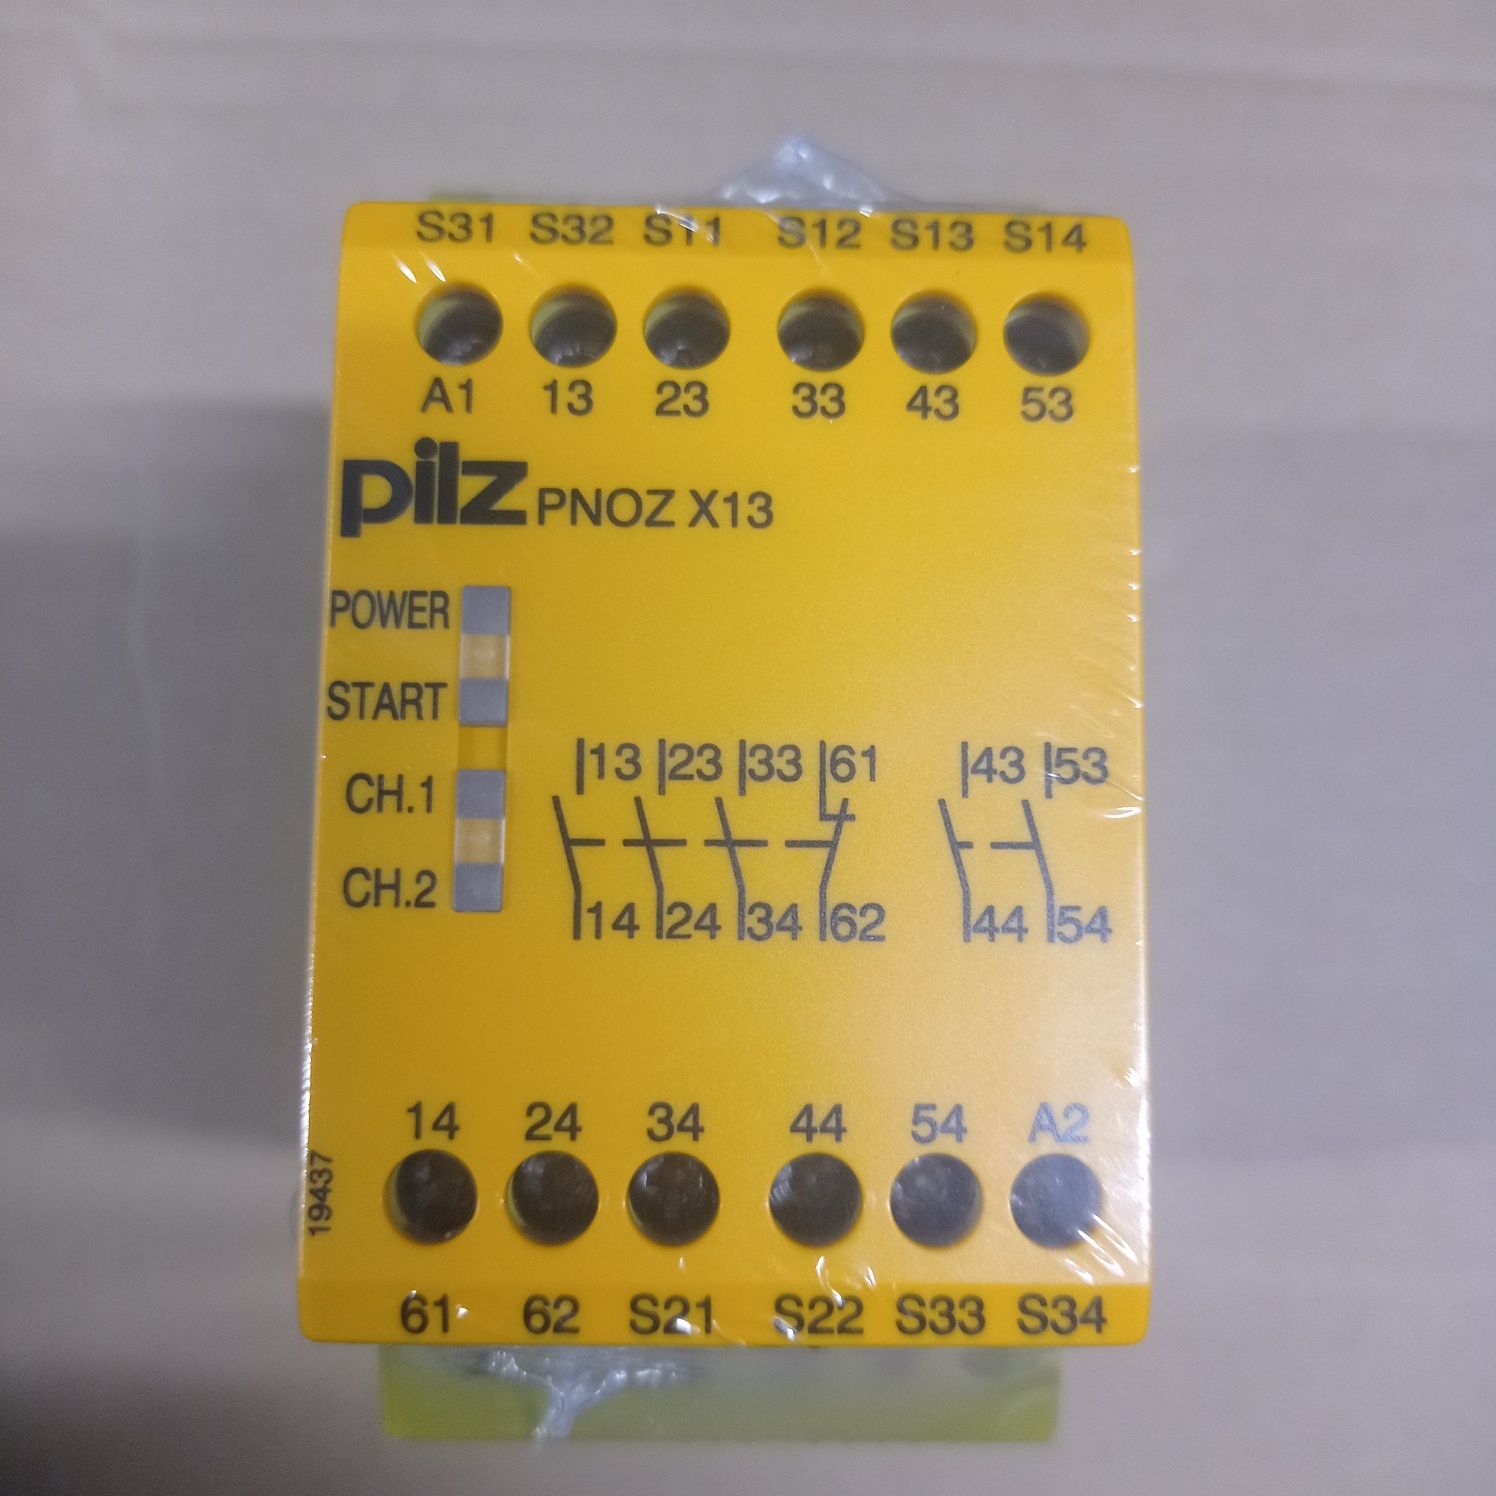 S31 S32 S11 S12 S13 S14
A1 13 23 33 43 53
pilz PNOZ X13
POWER
START
CH.1
CH.2
13 23 33 61 43 53
14 24 34 62 44 54
14 24 34 44 54 A2
19437
61 62 S21 S22 S33 S34